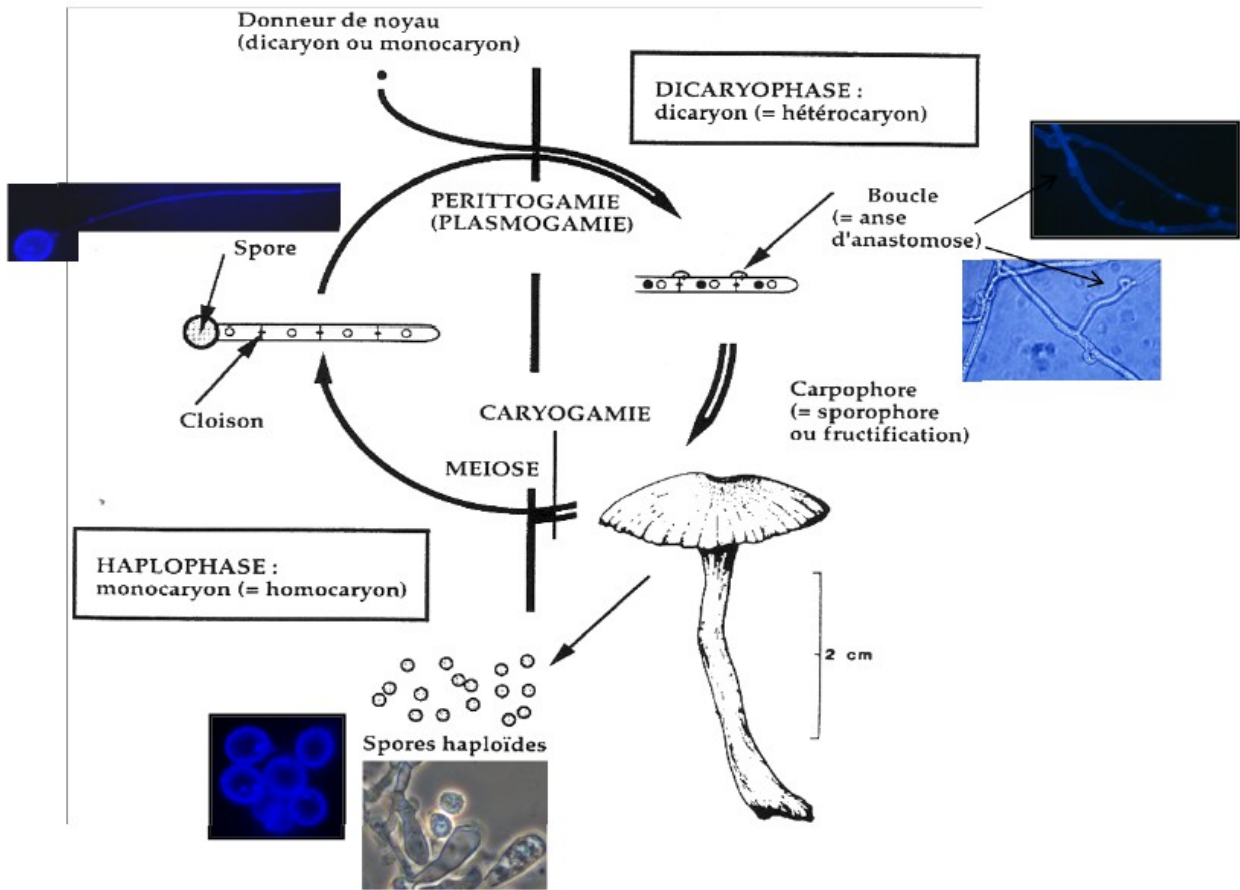 Donneur de noyau
(dicaryon ou monocaryon)
DICARYOPHASE :
dicaryon (= hétérocaryon)
PERITTOGAMIE
(PLASMOGAMIE)
Boucle
(= anse
d'anastomose)
Spore
Cloison
Carpophore
(= sporophore
ou fructification)
CARYOGAMIE
MEIOSE
HAPLOPHASE :
monocaryon (= homocaryon)
2 cm
Spores haploïdes